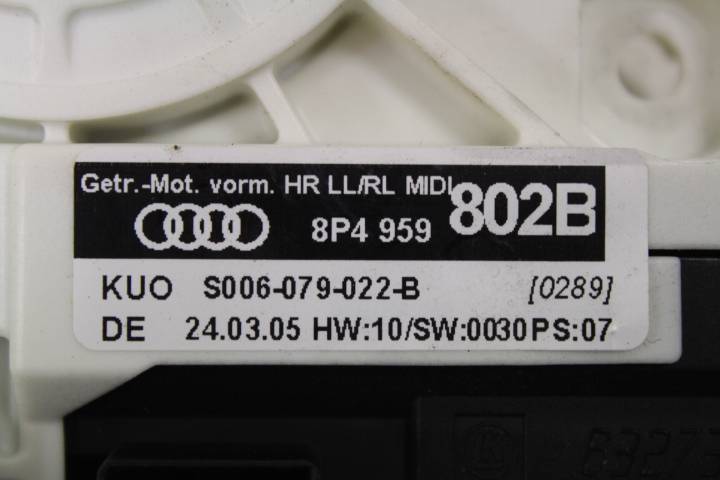 Getr.-Mot. vorm. HR LL/RL MIDI
8P4 959 802B
KUO S006-079-022-B [0289]
DE 24.03.05 HW:10/SW:0030PS:07